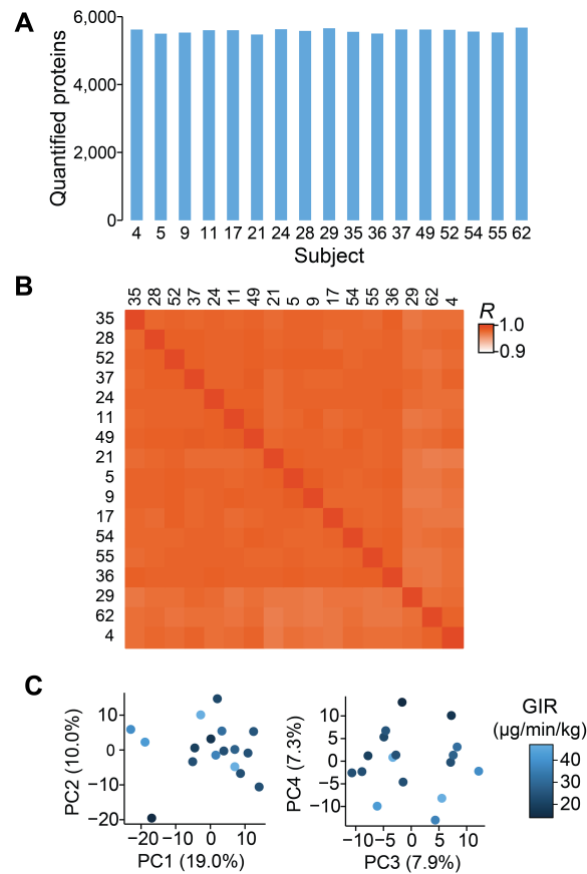 A
Quantified proteins
6,000
4,000
2,000
0
4 5 9 11 17 21 24 28 29 35 36 37 49 52 54 55 62
Subject
B
35 28 52 37 24 11 49 21 5 9 17 54 55 36 29 62 4
R
1.0
0.9
35
28
52
37
24
11
49
21
5
9
17
54
55
36
29
62
4
C
PC2 (10.0%)
10
0
−10
−20
−20 −10 0 10
PC1 (19.0%)
PC4 (7.3%)
10
5
0
−5
−10
−10 −5 0 5 10
PC3 (7.9%)
GIR
(µg/min/kg)
40
30
20